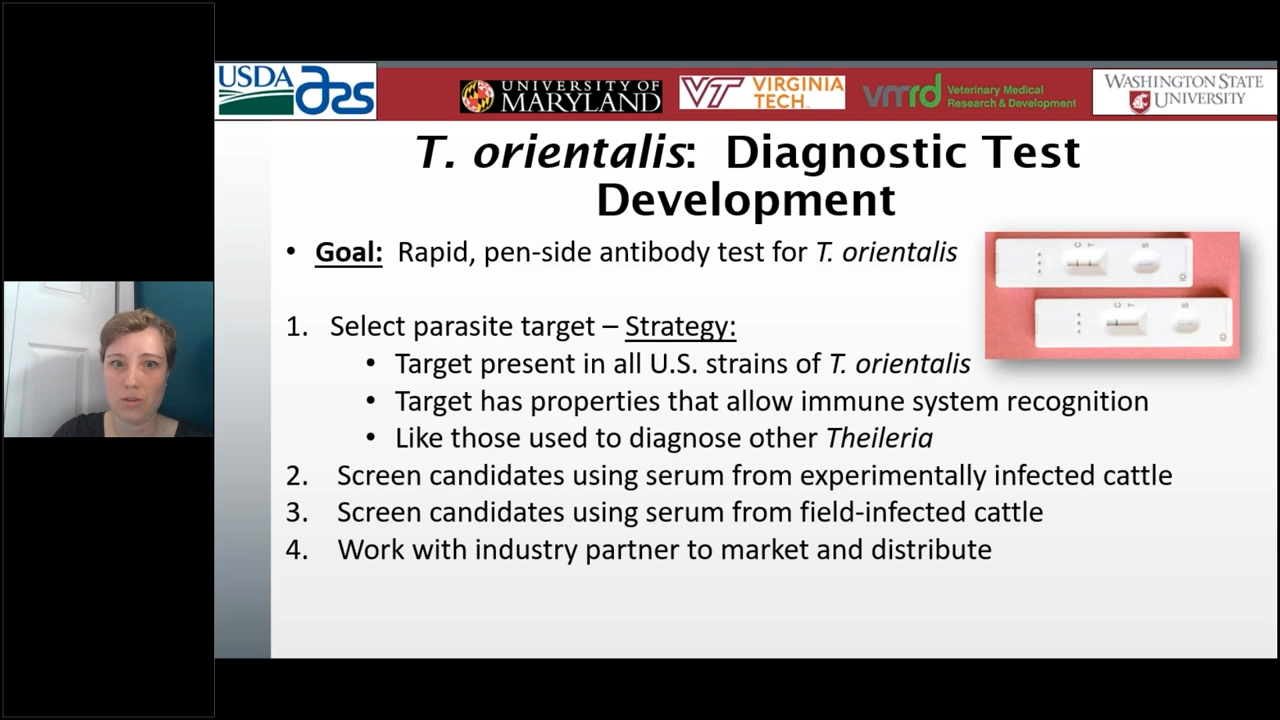 USDA ars
UNIVERSITY OF
MARYLAND
VT VIRGINIA
TECH
vmrd Veterinary Medical
Research & Development
WASHINGTON STATE
UNIVERSITY
T. orientalis: Diagnostic Test
Development
• Goal: Rapid, pen-side antibody test for T. orientalis
C T S
C T S
1. Select parasite target – Strategy:
• Target present in all U.S. strains of T. orientalis
• Target has properties that allow immune system recognition
• Like those used to diagnose other Theileria
2. Screen candidates using serum from experimentally infected cattle
3. Screen candidates using serum from field-infected cattle
4. Work with industry partner to market and distribute